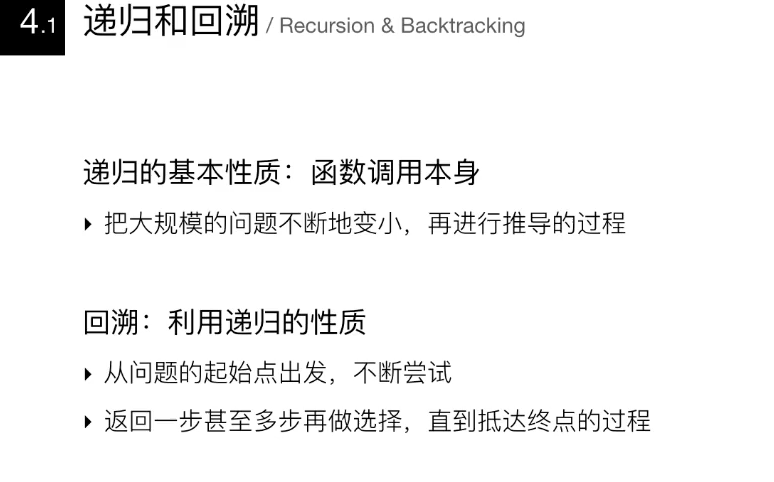 4.1 递归和回溯 / Recursion & Backtracking
递归的基本性质：函数调用本身
把大规模的问题不断地变小，再进行推导的过程
回溯：利用递归的性质
从问题的起始点出发，不断尝试
返回一步甚至多步再做选择，直到抵达终点的过程